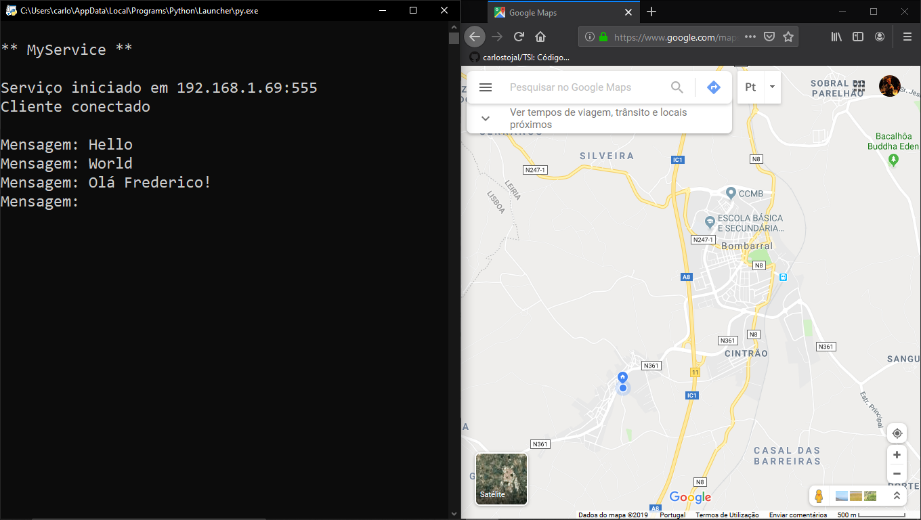 C:\Users\carlo\AppData\Local\Programs\Python\Launcher\py.exe
** MyService **
Serviço iniciado em 192.168.1.69:555
Cliente conectado
Mensagem: Hello
Mensagem: World
Mensagem: Olá Frederico!
Mensagem:
Google Maps
https://www.google.com/map
carlostojal/TSI: Código...
Pesquisar no Google Maps
Pt
Ver tempos de viagem, trânsito e locais
próximos
SOBRAL
PARELHÃO
Bacalhôa
Buddha Eden
SILVEIRA
IC1
N8
N247-1
LEIRIA
LISBOA
CCMB
ESCOLA BÁSICA
E SECUNDÁRIA...
N247-1
Bombarral
N8
A8
N8
N361
N361
CINTRÃO
N361
11
IC1
Estr. Principal
N361
CASAL DAS
BARREIRAS
N8
A8
Satélite
Google
Dados do mapa ©2019
Portugal
Termos de Utilização
Enviar comentários
500 m